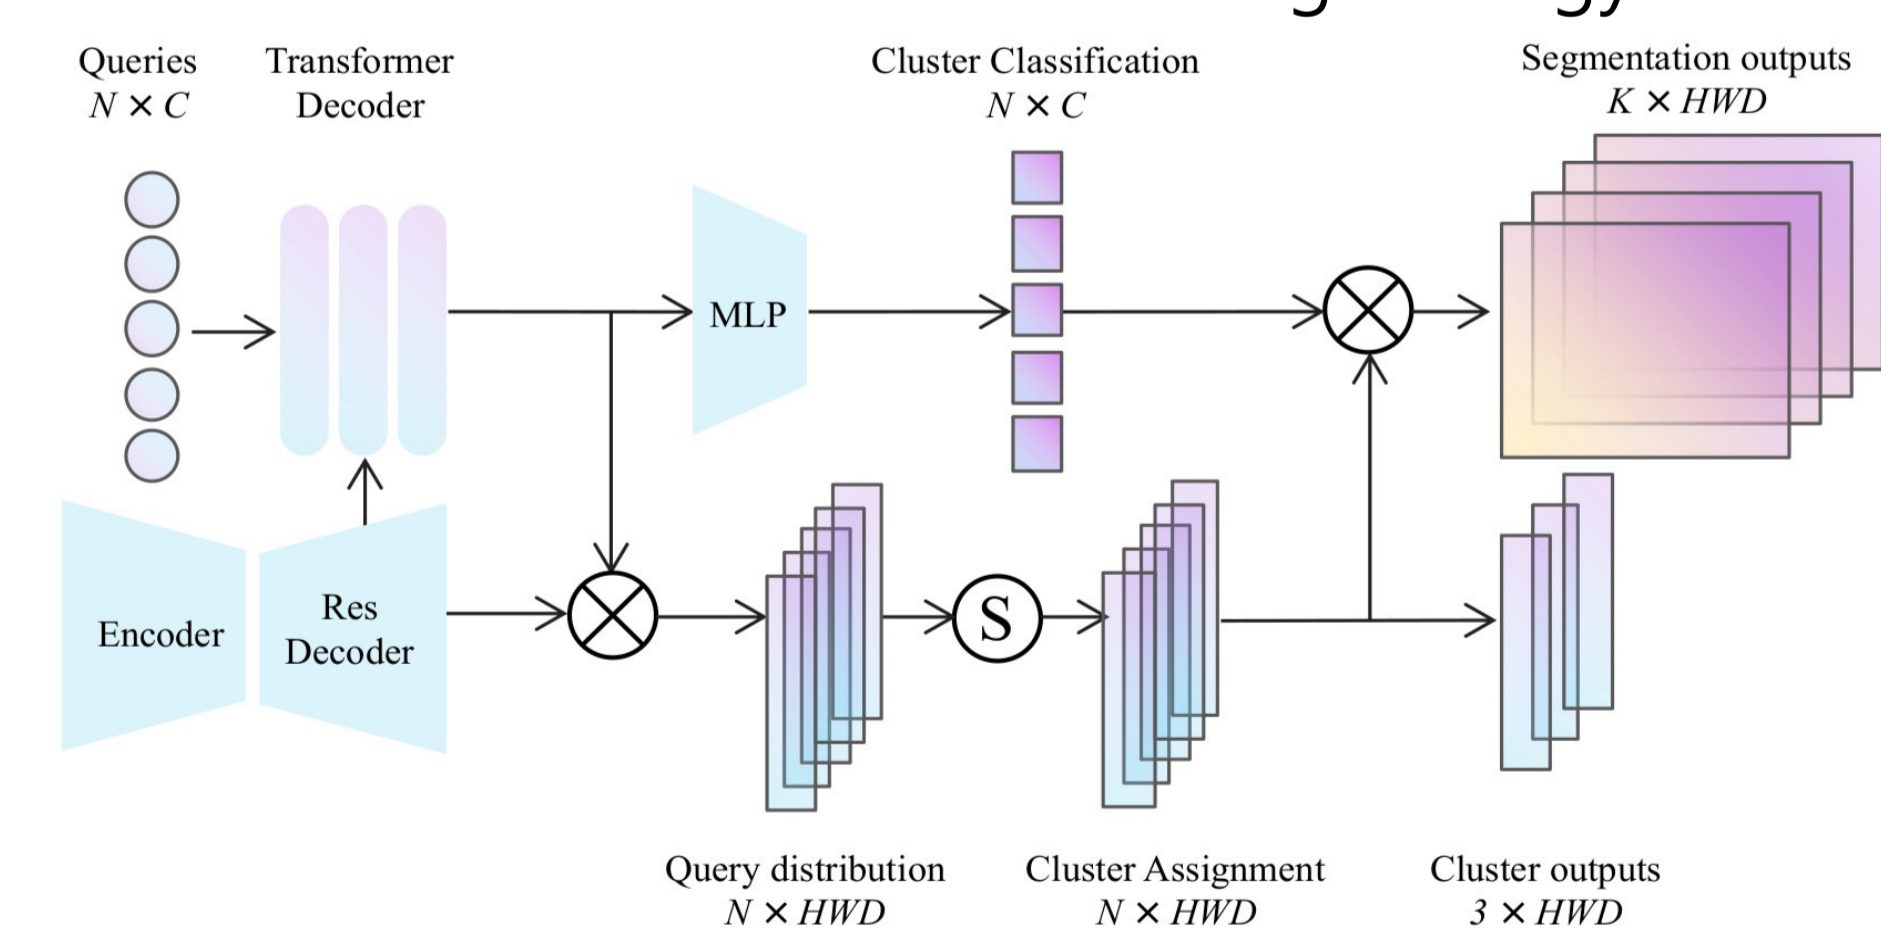 Queries
N × C
Transformer
Decoder
Cluster Classification
N × C
Segmentation outputs
K × HWD
MLP
Encoder
Res
Decoder
S
Query distribution
N × HWD
Cluster Assignment
N × HWD
Cluster outputs
3 × HWD